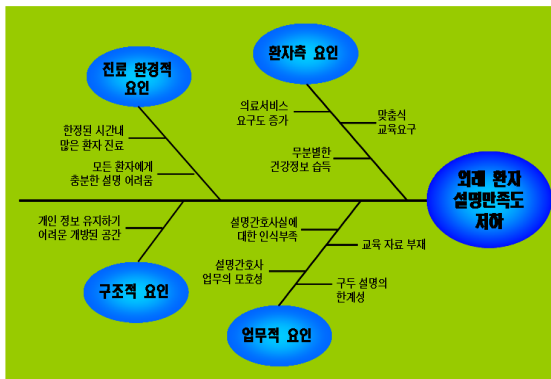 진료 환경적
요인
환자측 요인
한정된 시간내
많은 환자 진료
모든 환자에게
충분한 설명 어려움
의료서비스
요구도 증가
맞춤식
교육요구
무분별한
건강정보 습득
외래 환자
설명만족도
저하
개인 정보 유지하기
어려운 개방된 공간
구조적 요인
설명간호사실에
대한 인식부족
교육 자료 부재
설명간호사
업무의 모호성
구두 설명의
한계성
업무적 요인